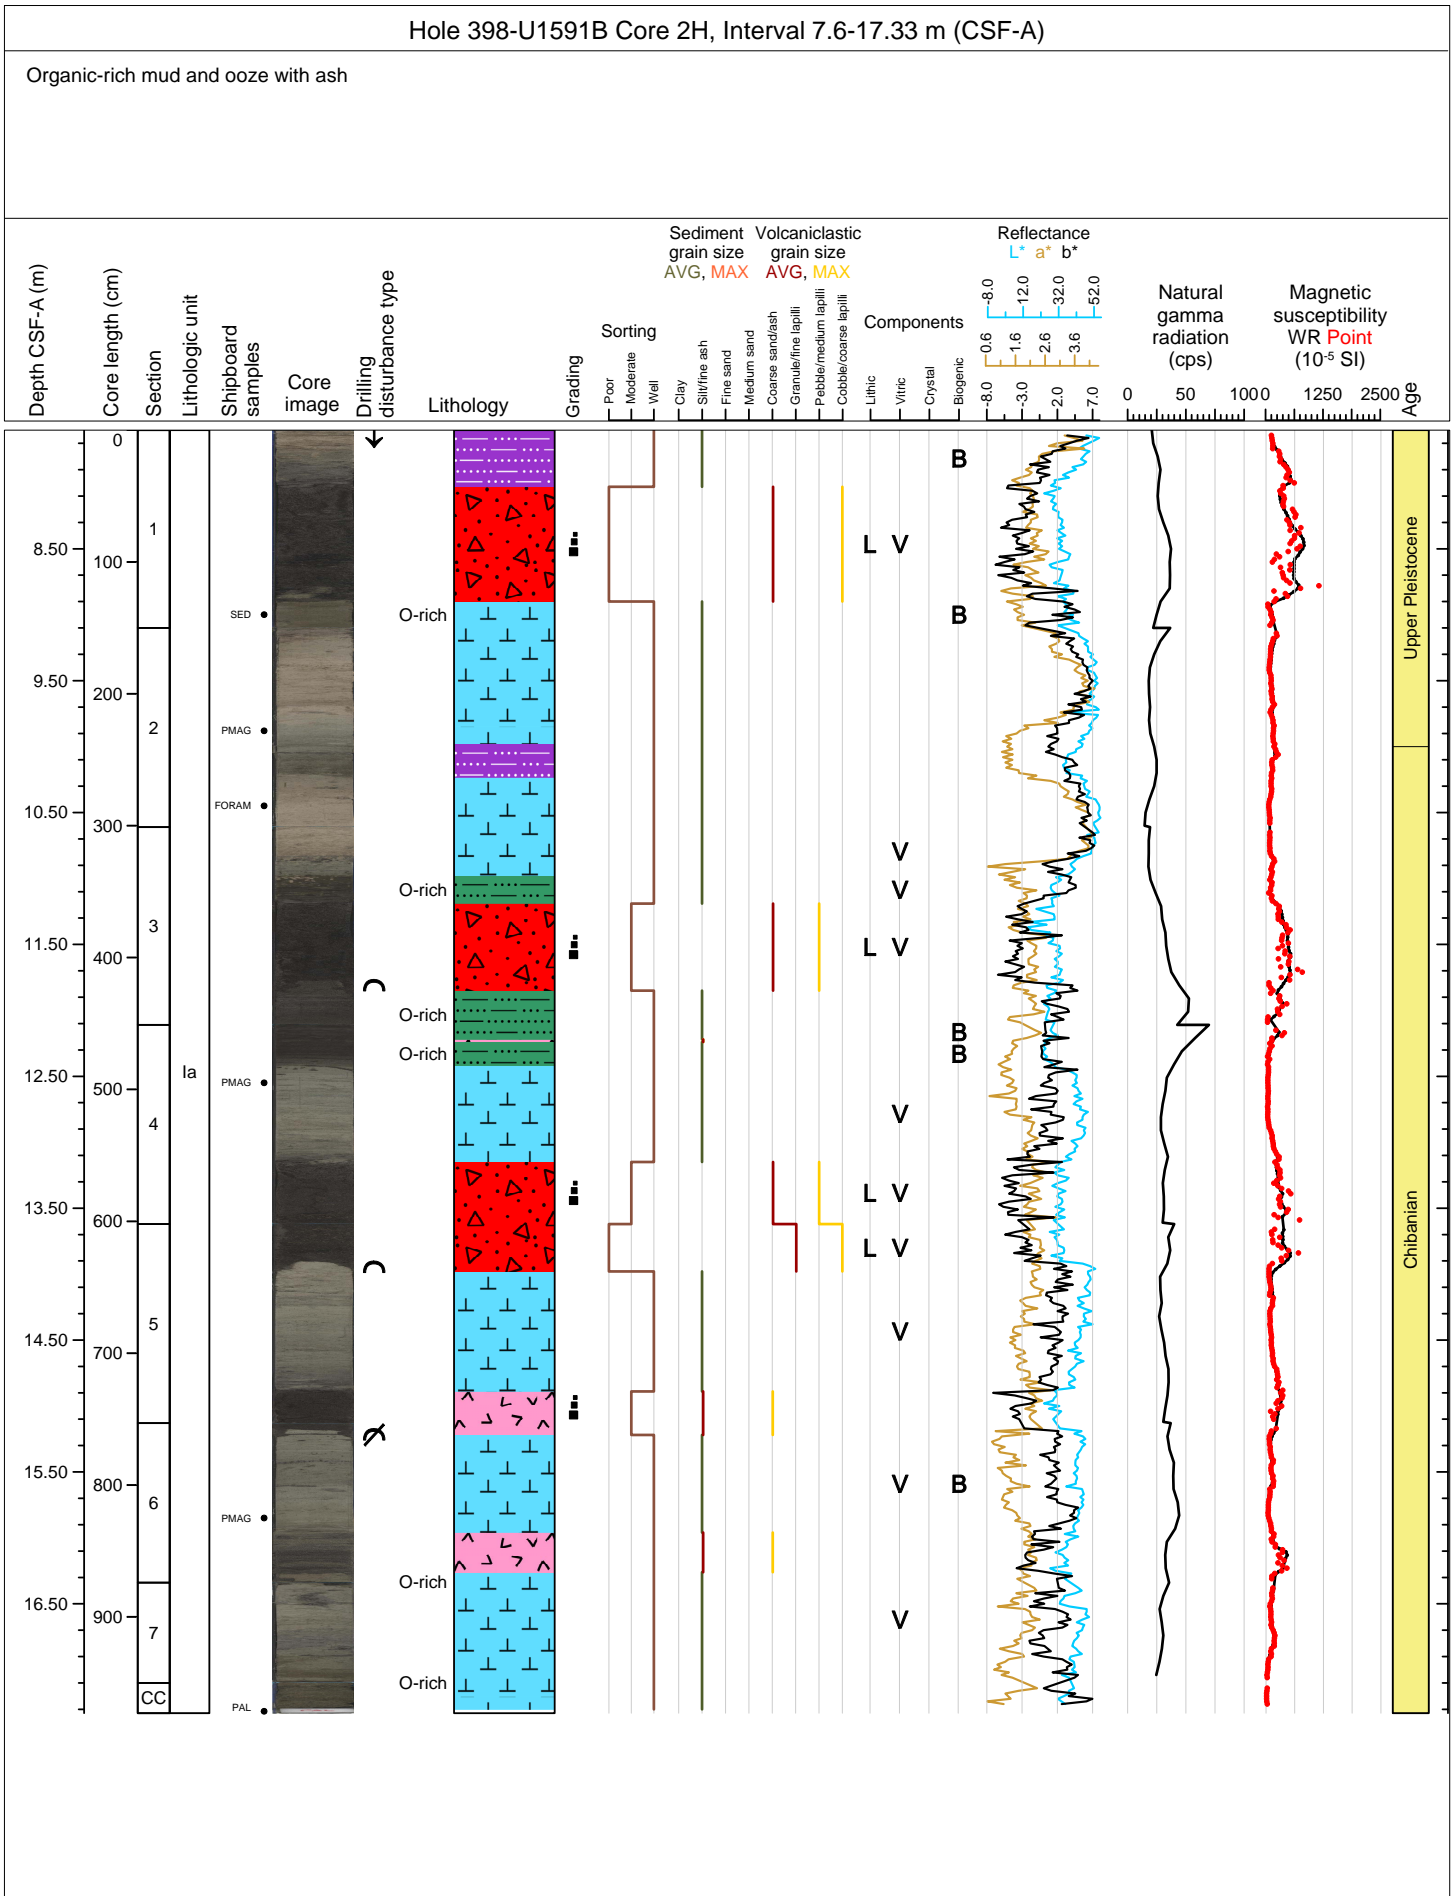 Hole 398-U1591B Core 2H, Interval 7.6-17.33 m (CSF-A)
Organic-rich mud and ooze with ash
Depth CSF-A (m)
Core length (cm)
Section
Lithologic unit
Shipboard
samples
Core
image
Drilling
disturbance type
Lithology
Grading
Sorting
Poor
Moderate
Well
Sediment
grain size
AVG, MAX
Volcaniclastic
grain size
AVG, MAX
Clay
Silt/fine ash
Fine sand
Medium sand
Coarse sand/ash
Granule/fine lapilli
Pebble/medium lapilli
Cobble/coarse lapilli
Components
Lithic
Vitric
Crystal
Biogenic
Reflectance
L* a* b*
-8.0 12.0 32.0 52.0
0.6 1.6 2.6 3.6
-8.0 -3.0 2.0 7.0
Natural
gamma
radiation
(cps)
0 50 100
Magnetic
susceptibility
WR Point
(10-5 SI)
0 0 1250 2500
Age
0
B
1
8.50
100
L V
Upper Pleistocene
SED
O-rich
B
9.50
200
2
PMAG
FORAM
10.50
300
V
O-rich
V
3
11.50
400
L V
O-rich
B
O-rich
B
Ia
12.50
500
PMAG
4
V
L V
13.50
600
Chibanian
L V
5
14.50
700
V
15.50
800
V B
6
PMAG
O-rich
16.50
900
V
7
O-rich
CC
PAL